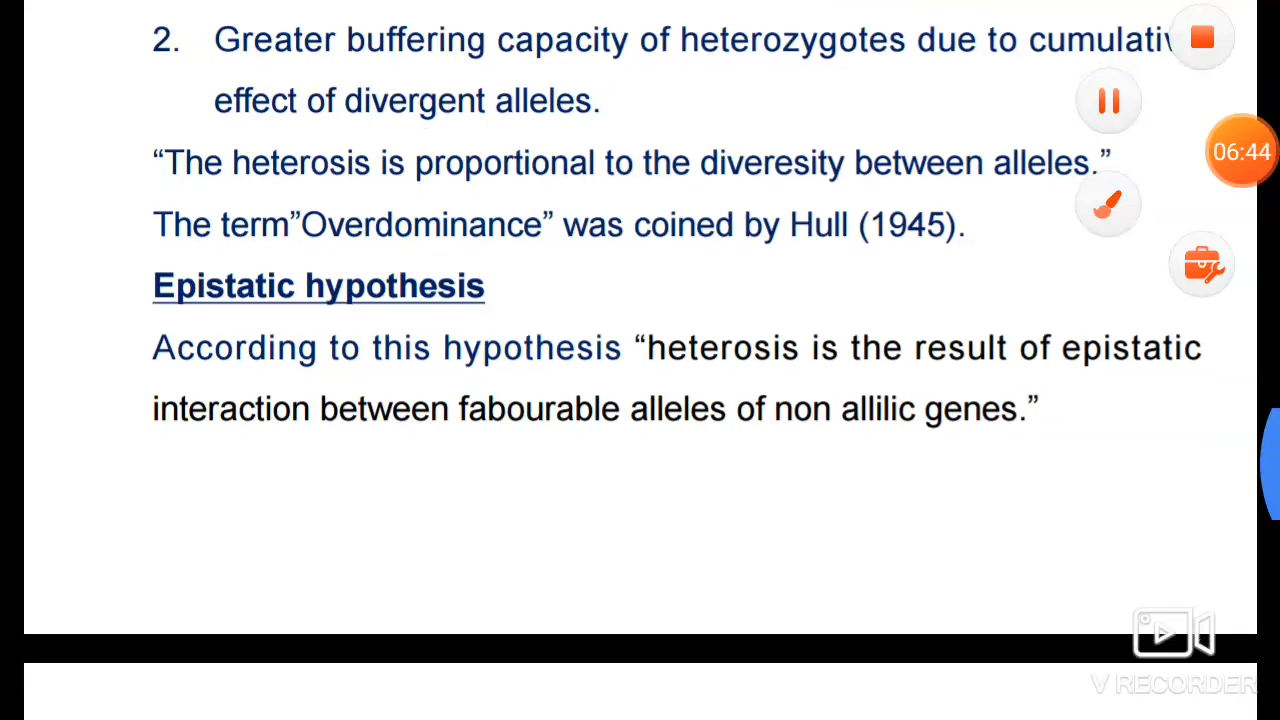 2. Greater buffering capacity of heterozygotes due to
effect of divergent alleles.
“The heterosis is proportional to the diveresity between alleles.”
The term”Overdominance” was coined by Hull (1945).
Epistatic hypothesis
According to this hypothesis “heterosis is the result of epistatic
interaction between fabourable alleles of non allilic genes.”
06:44
V RECORDER